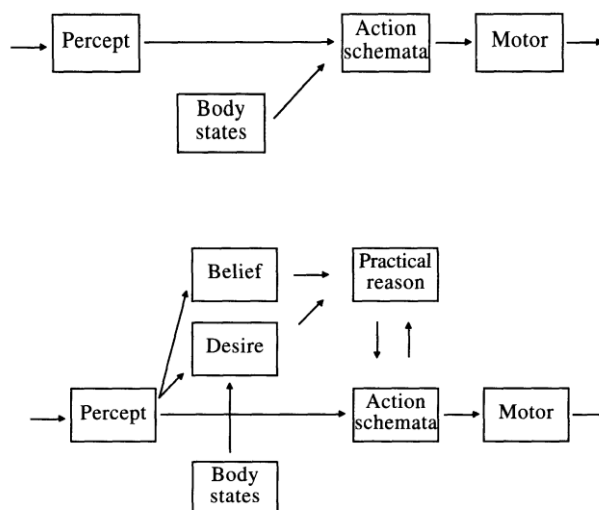 Percept
Action
schemata
Motor
Body
states
Belief
Practical
reason
Desire
Percept
Action
schemata
Motor
Body
states